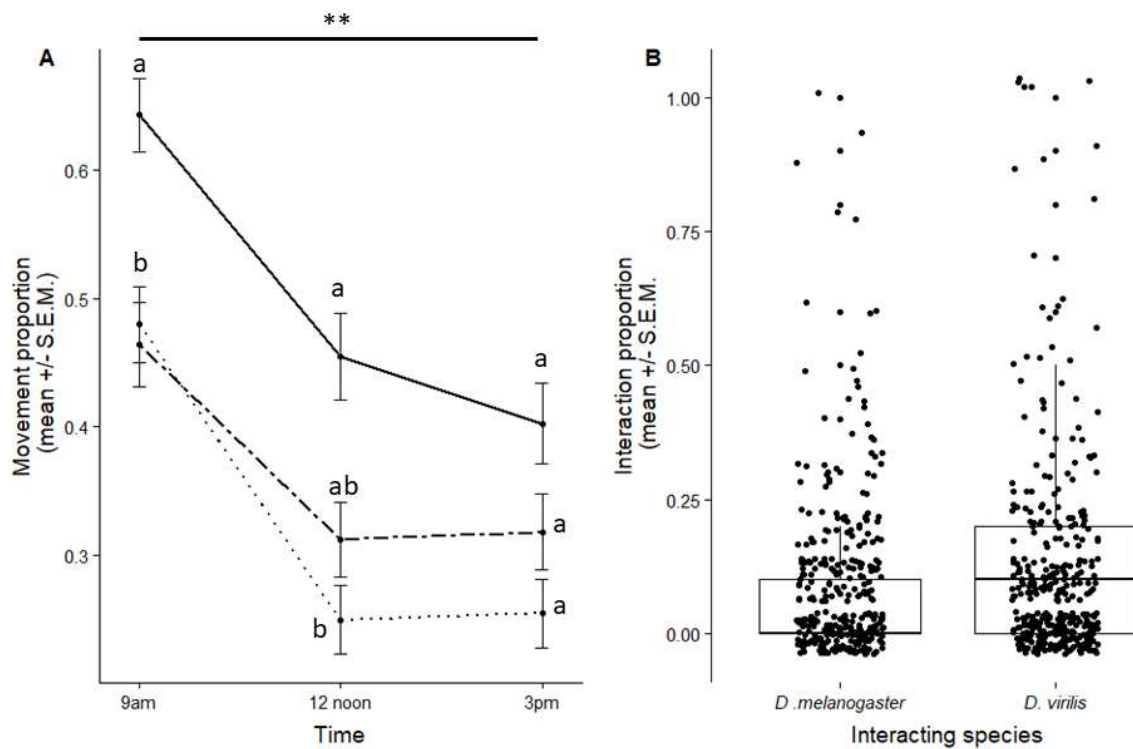 **
A
a
0.6
b
0.5
a
a
0.4
ab
a
0.3
b
a
Movement proportion
(mean +/- S.E.M.)
9am
12 noon
3pm
Time
B
1.00
0.75
0.50
0.25
0.00
Interaction proportion
(mean +/- S.E.M.
D .melanogaster
D. virilis
Interacting species